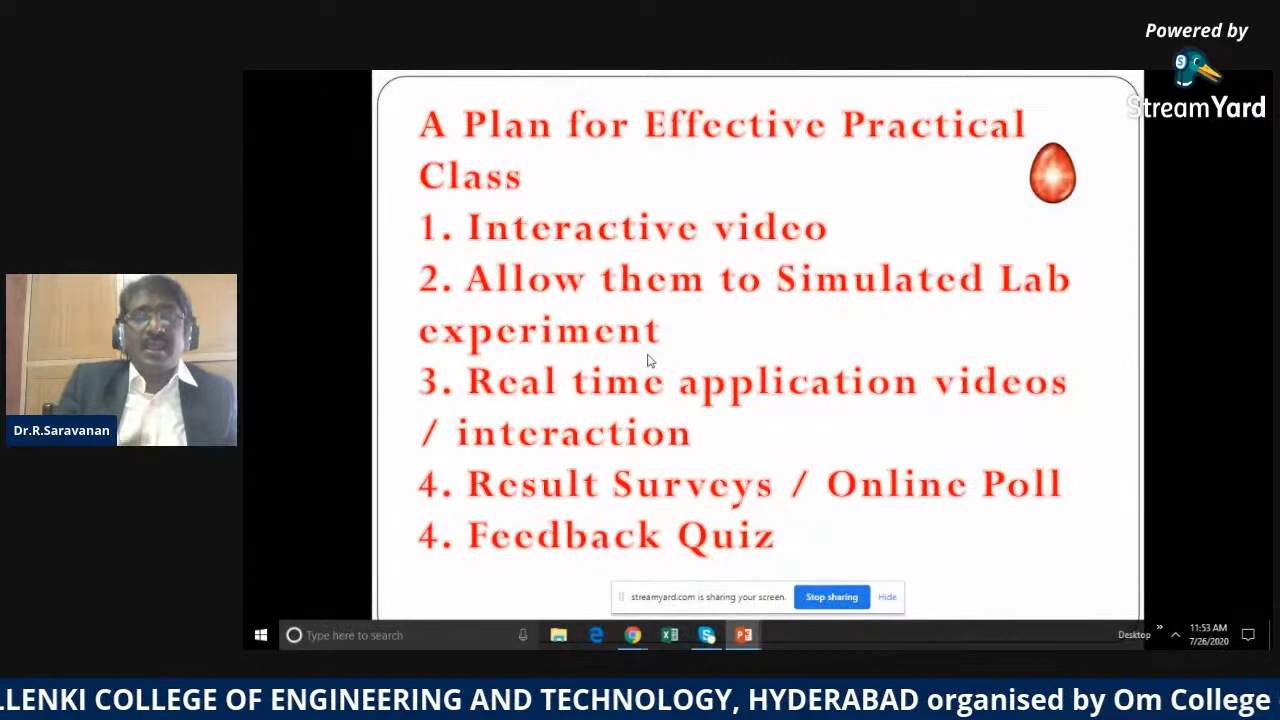 Powered by
StreamYard
A Plan for Effective Practical
Class
1. Interactive video
2. Allow them to Simulated Lab
experiment
3. Real time application videos
/ interaction
4. Result Surveys / Online Poll
4. Feedback Quiz
Dr.R.Saravanan
streamyard.com is sharing your screen.
Stop sharing
Hide
Type here to search
Desktop
11:53 AM
7/26/2020
LLENKI COLLEGE OF ENGINEERING AND TECHNOLOGY, HYDERABAD organised by Om College